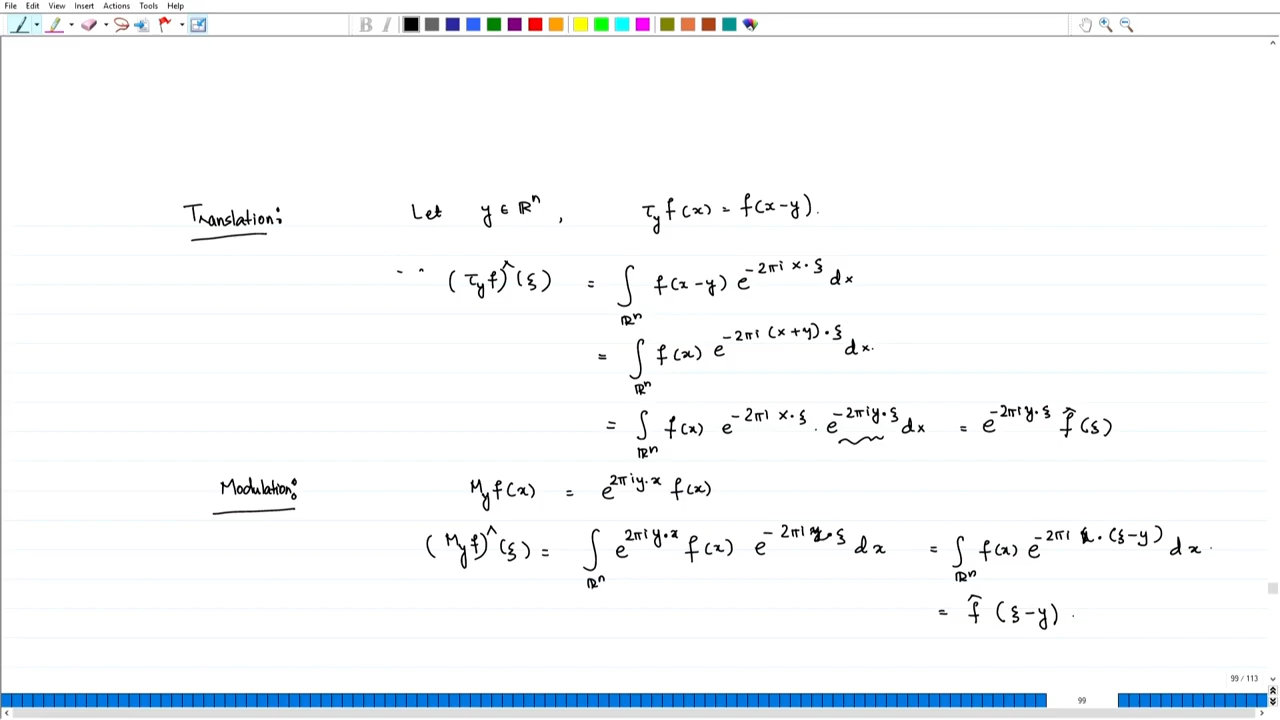 File Edit View Insert Actions Tools Help
B I
Translation: Let y ∈ ℝⁿ, τ_y f(x) = f(x-y).
(τ_y f)^(ξ) = ∫_ℝⁿ f(x-y) e^{-2πi x·ξ} dx
= ∫_ℝⁿ f(x) e^{-2πi (x+y)·ξ} dx.
= ∫_ℝⁿ f(x) e^{-2πi x·ξ} . e^{-2πi y·ξ} dx = e^{-2πi y·ξ} f̂(ξ)
Modulation: M_y f(x) = e^{2πi y·x} f(x)
(M_y f)^(ξ) = ∫_ℝⁿ e^{2πi y·x} f(x) e^{-2πi x·ξ} dx = ∫_ℝⁿ f(x) e^{-2πi x·(ξ-y)} dx.
= f̂ (ξ-y).
99 / 113
99